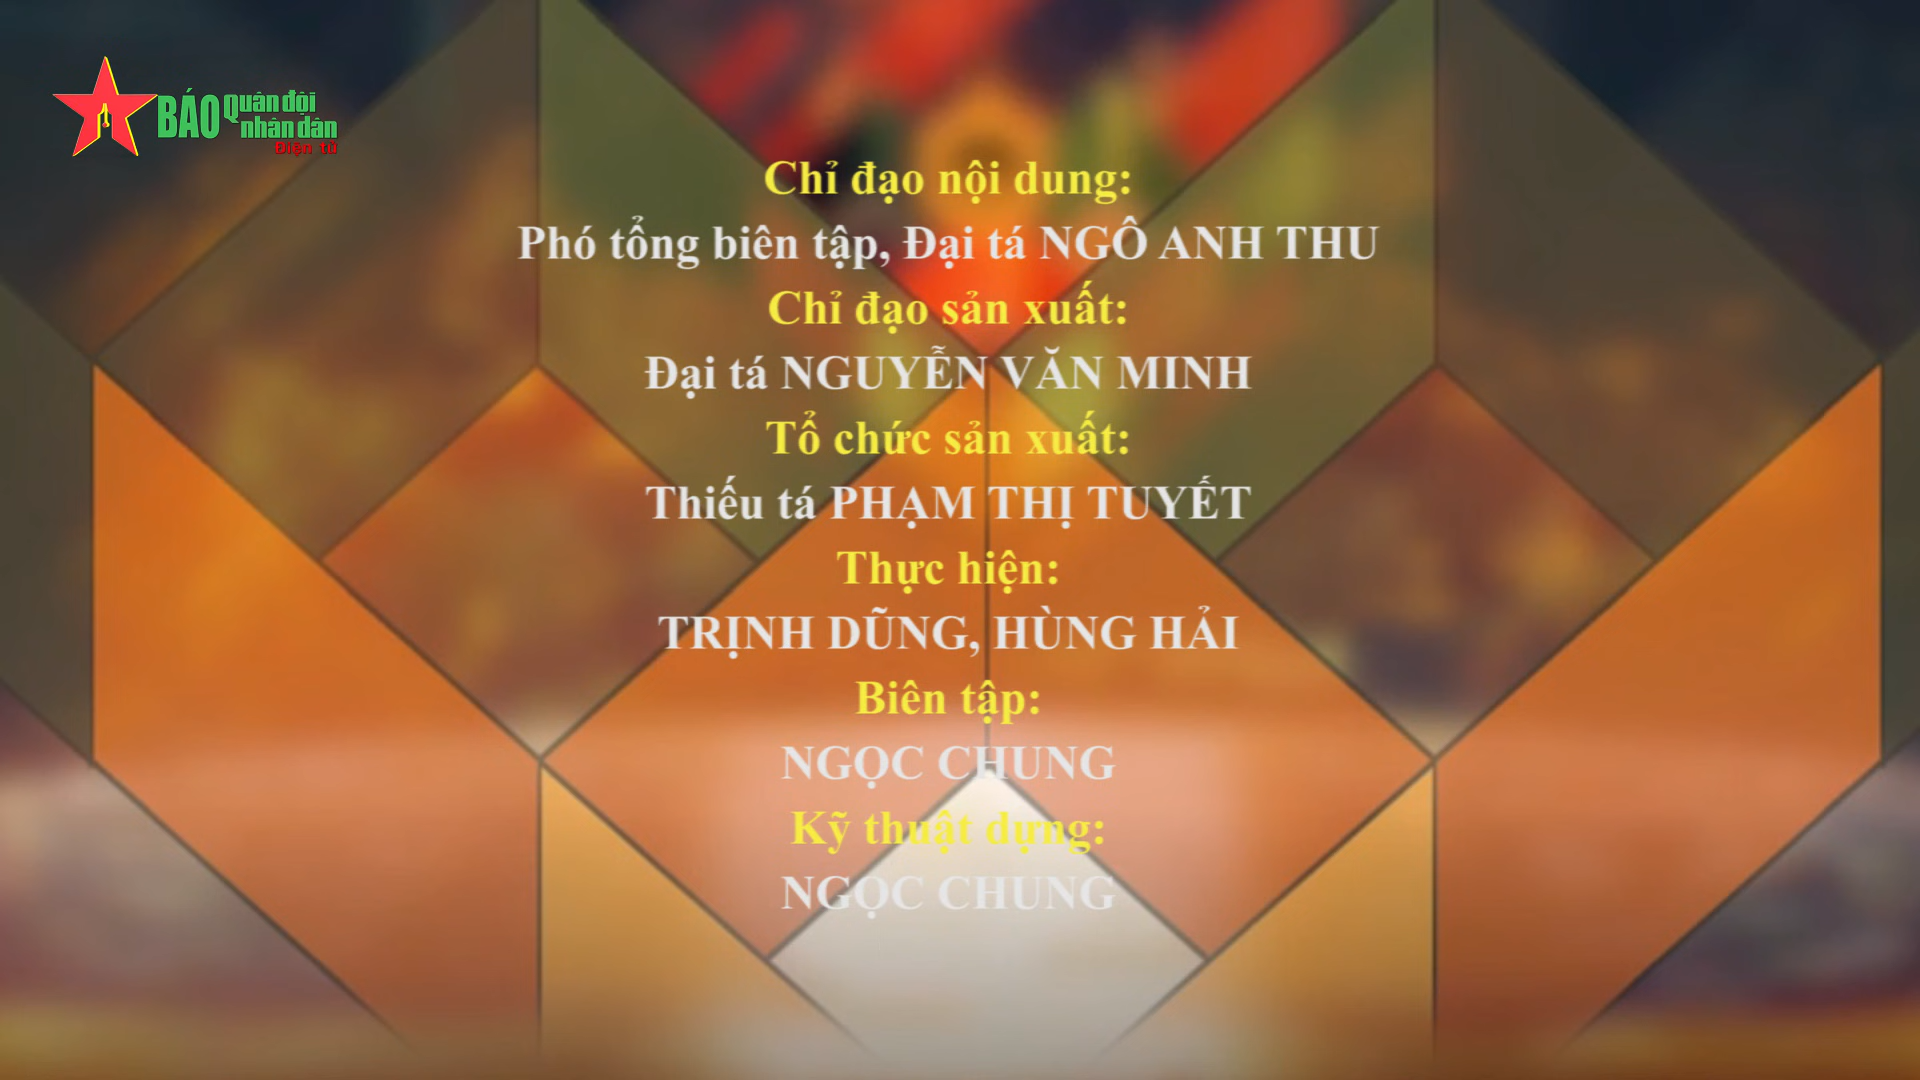 BÁO Quân đội
nhân dân
Điện tử
Chỉ đạo nội dung:
Phó tổng biên tập, Đại tá NGÔ ANH THU
Chỉ đạo sản xuất:
Đại tá NGUYỄN VĂN MINH
Tổ chức sản xuất:
Thiếu tá PHẠM THỊ TUYẾT
Thực hiện:
TRỊNH DŨNG, HÙNG HẢI
Biên tập:
NGỌC CHUNG
Kỹ thuật dựng:
NGỌC CHUNG